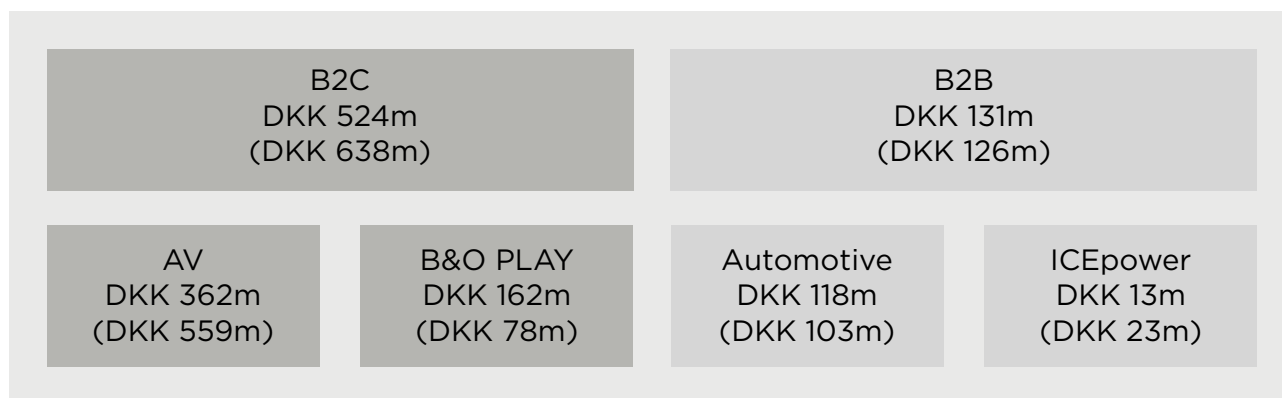 B2C
DKK 524m
(DKK 638m)
B2B
DKK 131m
(DKK 126m)
AV
DKK 362m
(DKK 559m)
B&O PLAY
DKK 162m
(DKK 78m)
Automotive
DKK 118m
(DKK 103m)
ICEpower
DKK 13m
(DKK 23m)